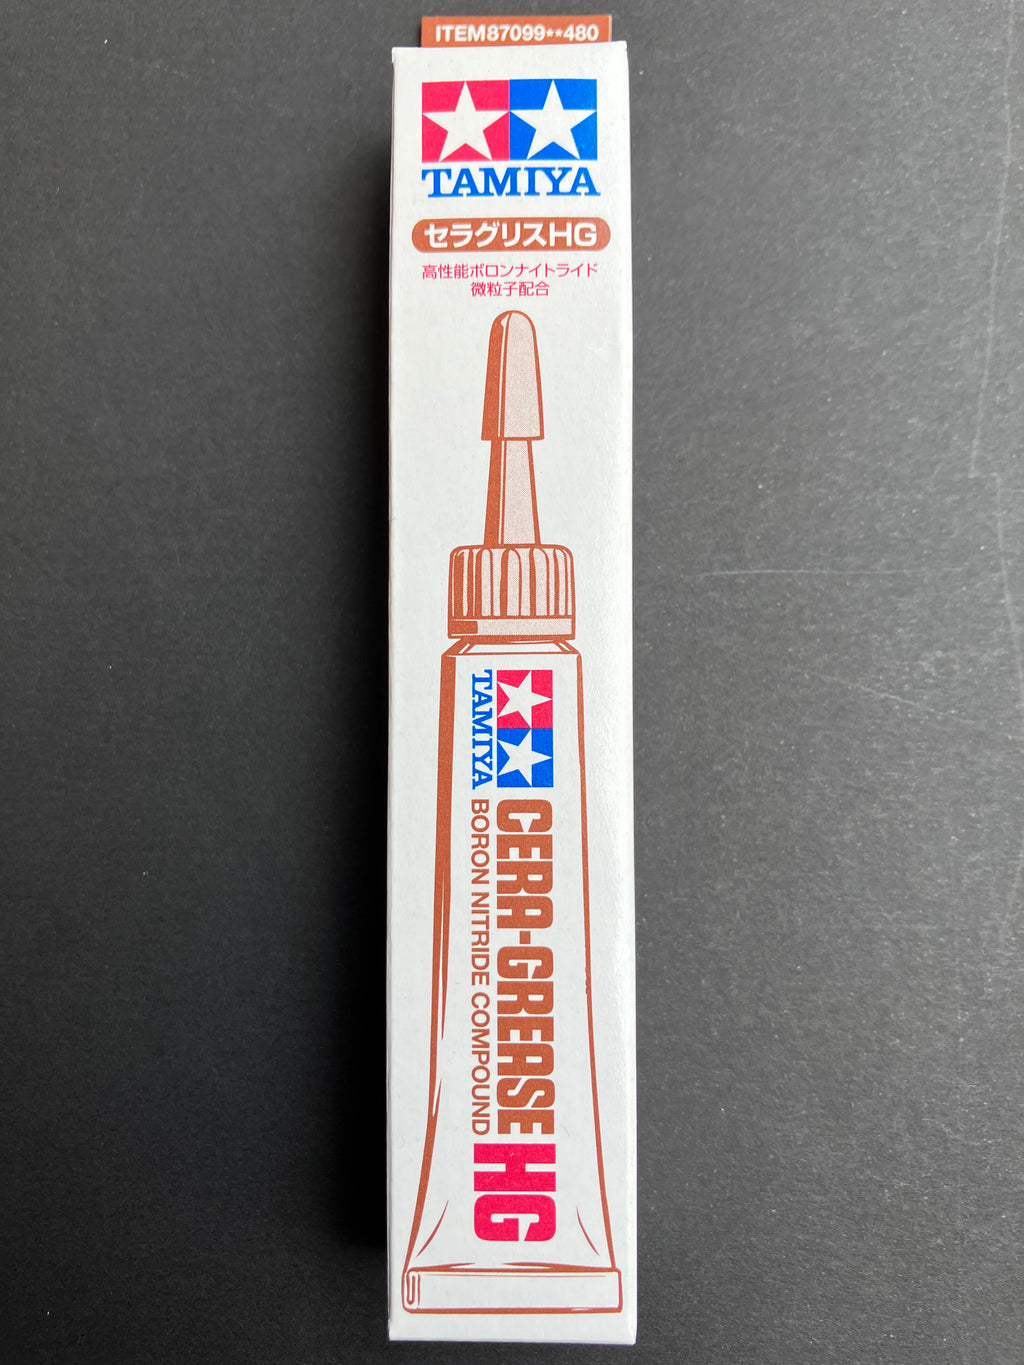 ITEM87099**480
TAMIYA
セラグリスHG
高性能ボロンナイトライド
微粒子配合
TAMIYA
CERA-GREASE HG
BORON NITRIDE COMPOUND